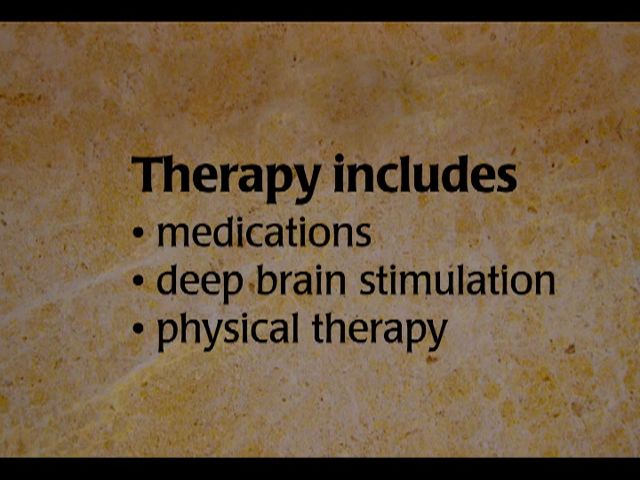 Therapy includes
• medications
• deep brain stimulation
• physical therapy